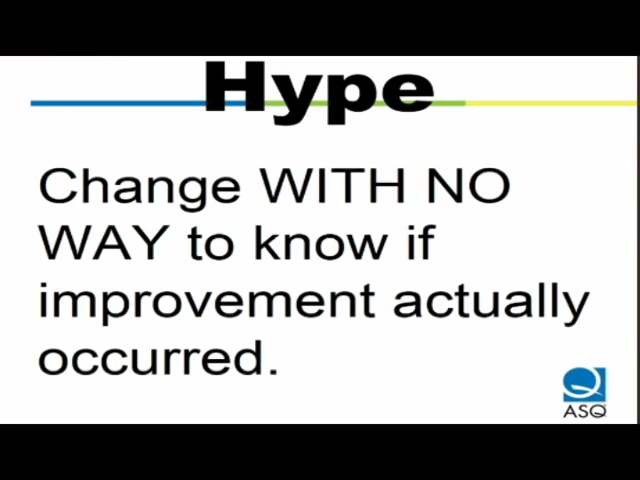 Hype
Change WITH NO
WAY to know if
improvement actually
occurred.
ASQ